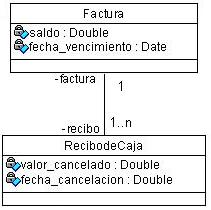 Factura
saldo : Double
fecha_vencimiento : Date
-factura
1
-recibo
1..n
RecibodeCaja
valor_cancelado : Double
fecha_cancelacion : Double